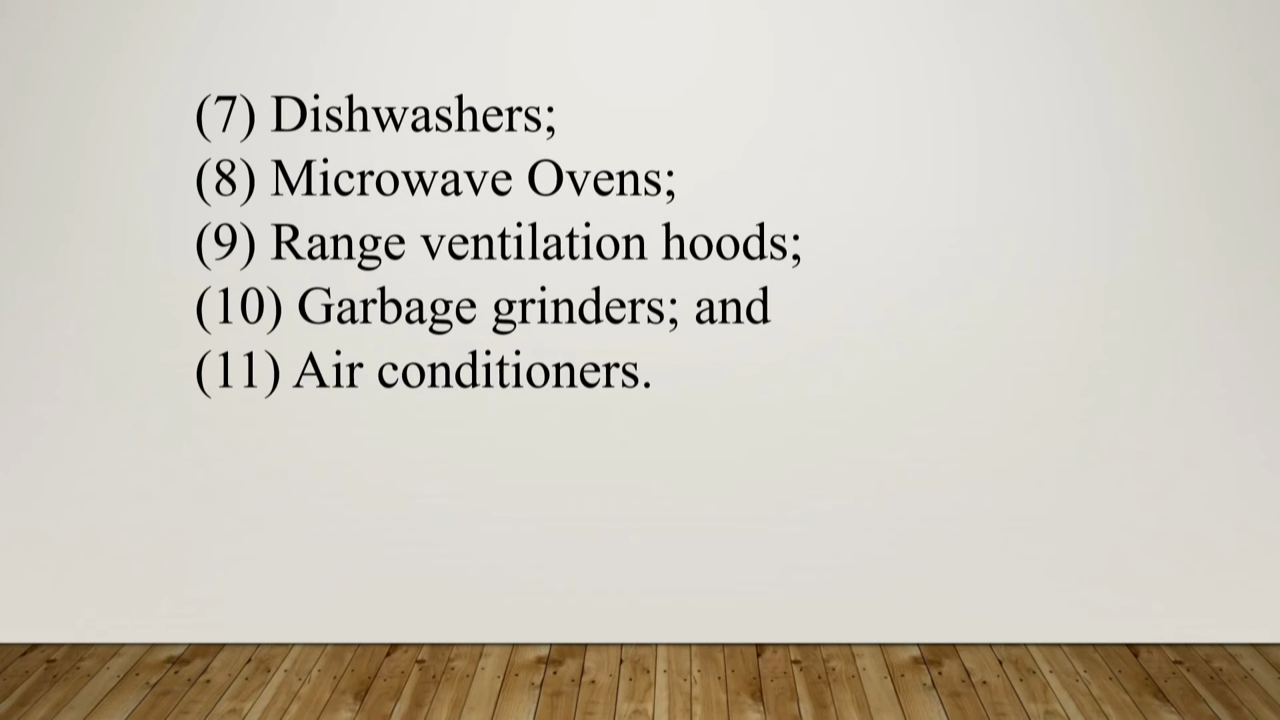 (7) Dishwashers;
(8) Microwave Ovens;
(9) Range ventilation hoods;
(10) Garbage grinders; and
(11) Air conditioners.